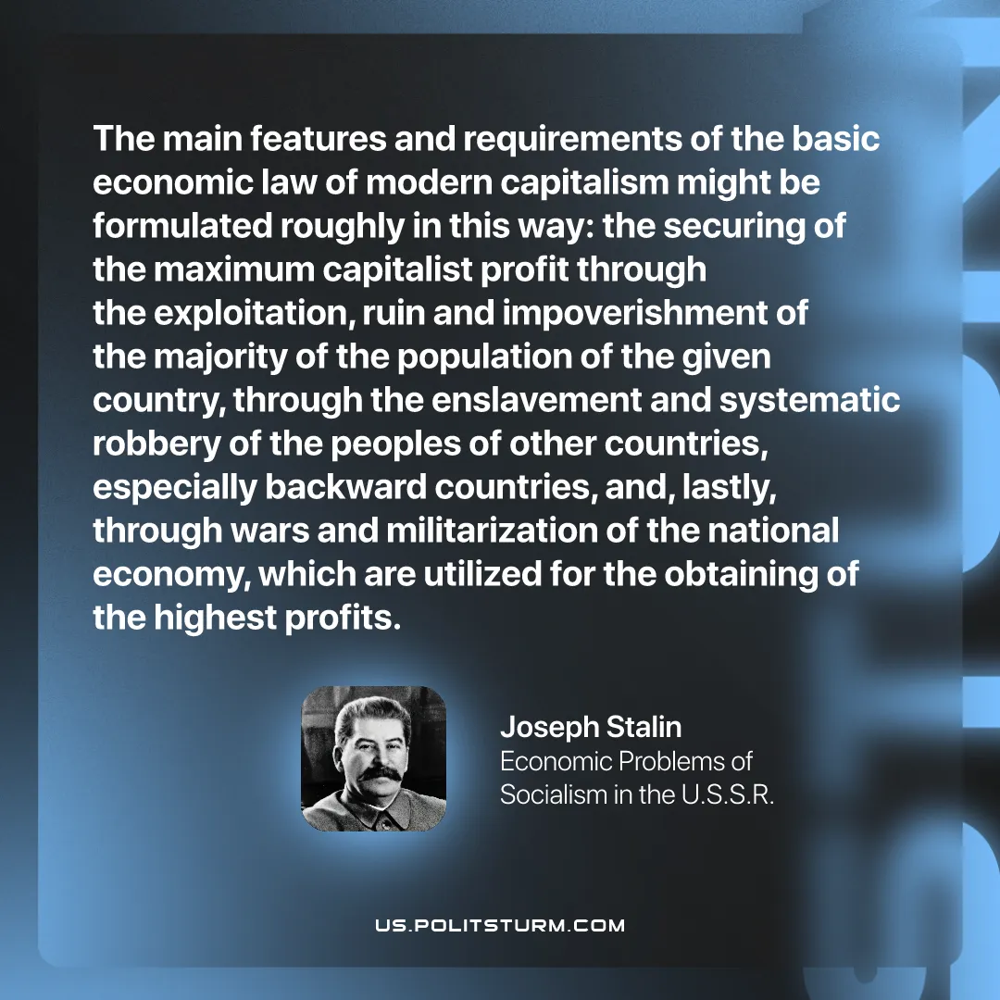 The main features and requirements of the basic
economic law of modern capitalism might be
formulated roughly in this way: the securing of
the maximum capitalist profit through
the exploitation, ruin and impoverishment of
the majority of the population of the given
country, through the enslavement and systematic
robbery of the peoples of other countries,
especially backward countries, and, lastly,
through wars and militarization of the national
economy, which are utilized for the obtaining of
the highest profits.
Joseph Stalin
Economic Problems of
Socialism in the U.S.S.R.
US.POLITSTURM.COM